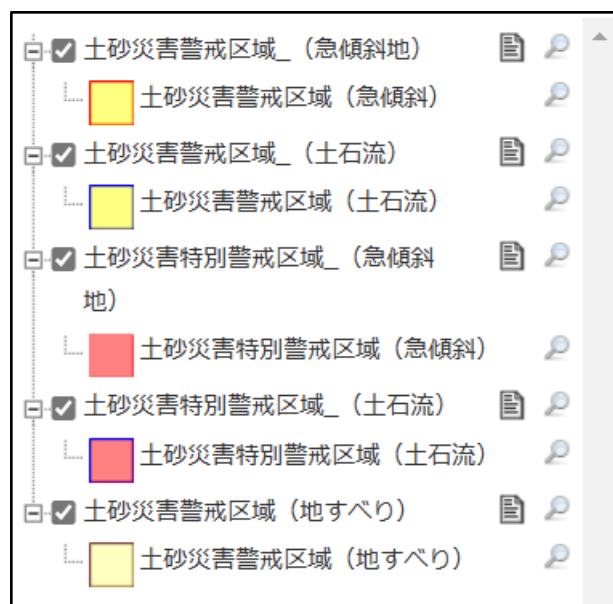 土砂災害警戒区域_（急傾斜地）
土砂災害警戒区域（急傾斜）
土砂災害警戒区域_（土石流）
土砂災害警戒区域（土石流）
土砂災害特別警戒区域_（急傾斜
地）
土砂災害特別警戒区域（急傾斜）
土砂災害特別警戒区域_（土石流）
土砂災害特別警戒区域（土石流）
土砂災害警戒区域（地すべり）
土砂災害警戒区域（地すべり）